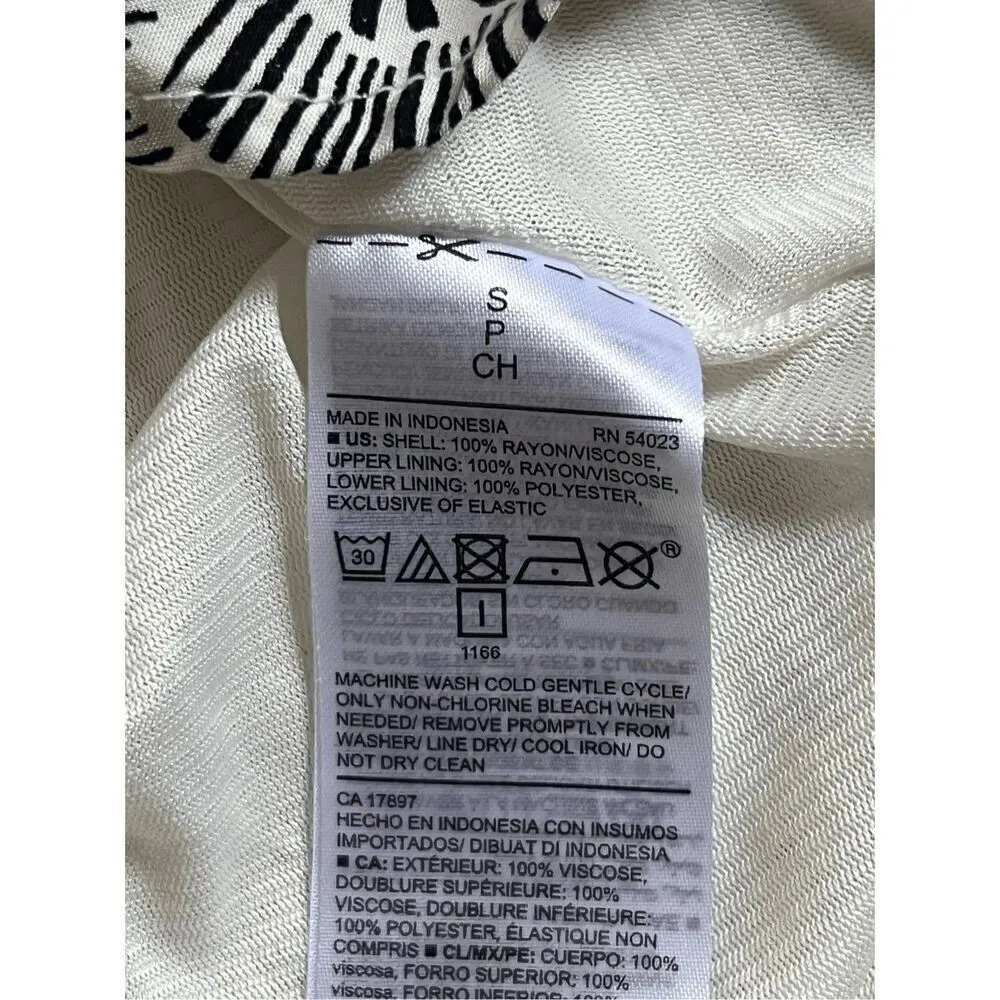 S
P
CH
MADE IN INDONESIA RN 54023
■ US: SHELL: 100% RAYON/VISCOSE,
UPPER LINING: 100% RAYON/VISCOSE,
LOWER LINING: 100% POLYESTER,
EXCLUSIVE OF ELASTIC
30 ®
1166
MACHINE WASH COLD GENTLE CYCLE/
ONLY NON-CHLORINE BLEACH WHEN
NEEDED/ REMOVE PROMPTLY FROM
WASHER/ LINE DRY/ COOL IRON/ DO
NOT DRY CLEAN
CA 17897
HECHO EN INDONESIA CON INSUMOS
IMPORTADOS/ DIBUAT DI INDONESIA
■ CA: EXTÉRIEUR: 100% VISCOSE,
DOUBLURE SUPÉRIEURE: 100%
VISCOSE, DOUBLURE INFÉRIEURE:
100% POLYESTER, ÉLASTIQUE NON
COMPRIS ■ CL/MX/PE: CUERPO: 100%
viscosa, FORRO SUPERIOR: 100%
viscosa, FORRO INFERIOR: 100%